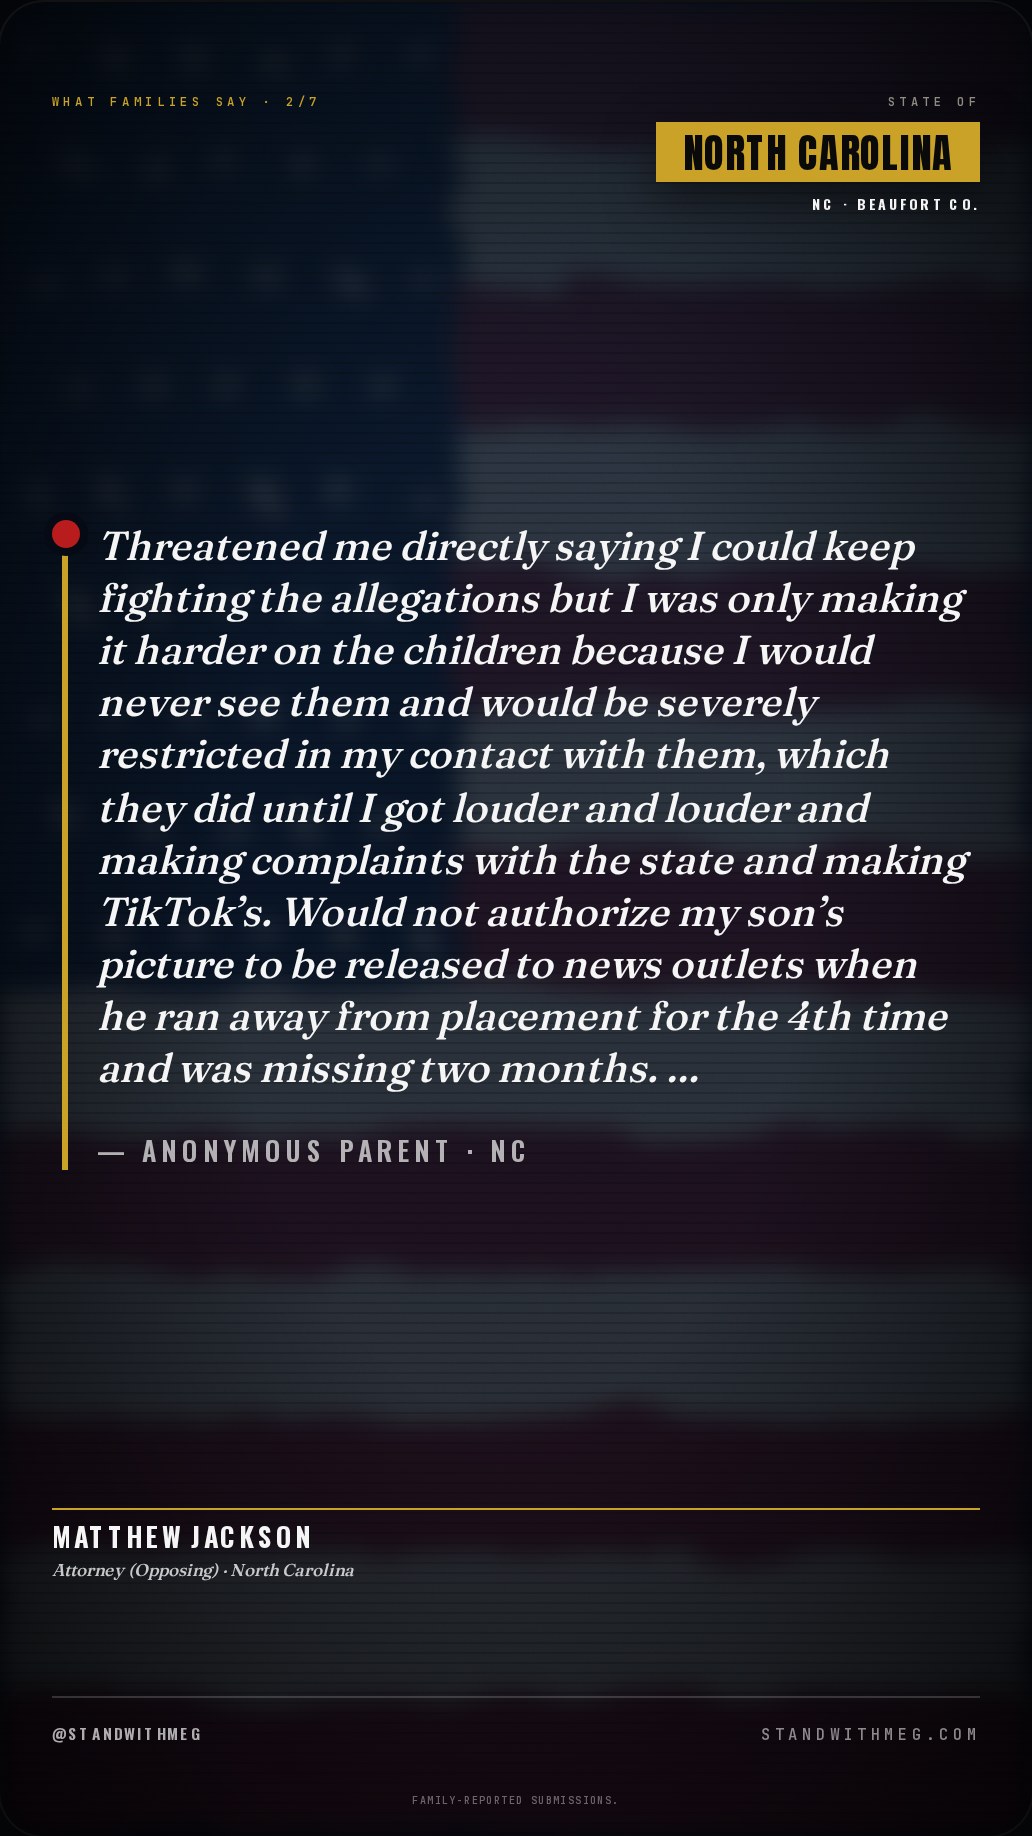 WHAT FAMILIES SAY · 2/7
STATE OF
NORTH CAROLINA
NC · BEAUFORT CO.
Threatened me directly saying I could keep
fighting the allegations but I was only making
it harder on the children because I would
never see them and would be severely
restricted in my contact with them, which
they did until I got louder and louder and
making complaints with the state and making
TikTok’s. Would not authorize my son’s
picture to be released to news outlets when
he ran away from placement for the 4th time
and was missing two months. ...
— ANONYMOUS PARENT · NC
MATTHEW JACKSON
Attorney (Opposing) · North Carolina
@STANDWITHMEG
STANDWITHMEG.COM
FAMILY-REPORTED SUBMISSIONS.